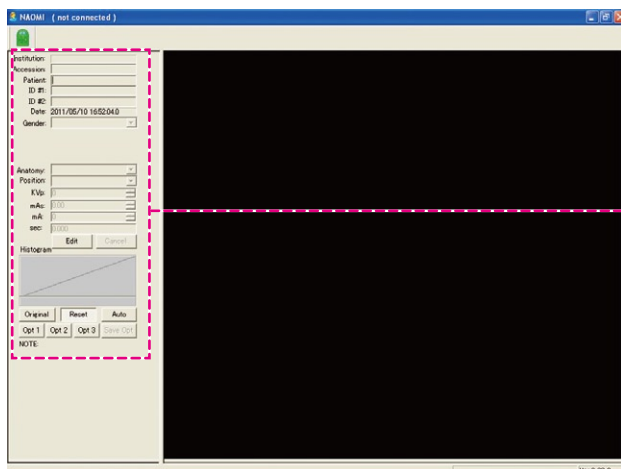 NAOMI ( not connected )
Institution:
Accession:
Patient:
ID #1:
ID #2:
Date: 2011/05/10 16:52:04.0
Gender:
Anatomy:
Position:
KVp: 0
mAs: 0.00
mA: 0
sec: 0.000
Edit Cancel
Histogram
Original Reset Auto
Opt 1 Opt 2 Opt 3 Save Opt
NOTE: